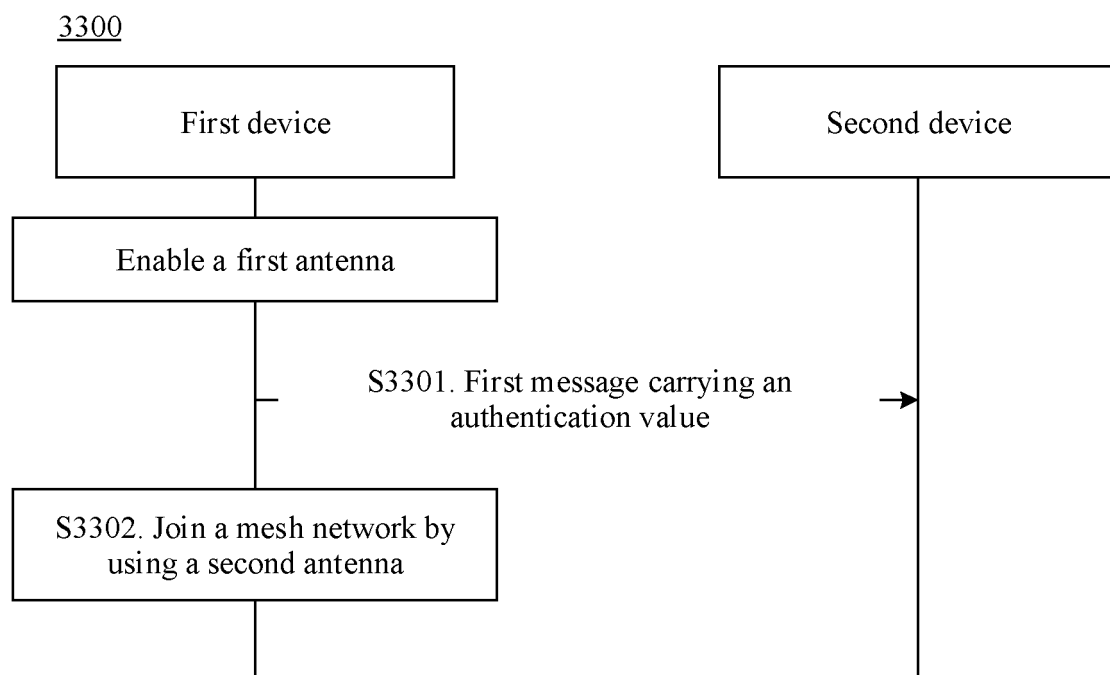 3300
First device
Second device
Enable a first antenna
S3301. First message carrying an
authentication value
S3302. Join a mesh network by
using a second antenna